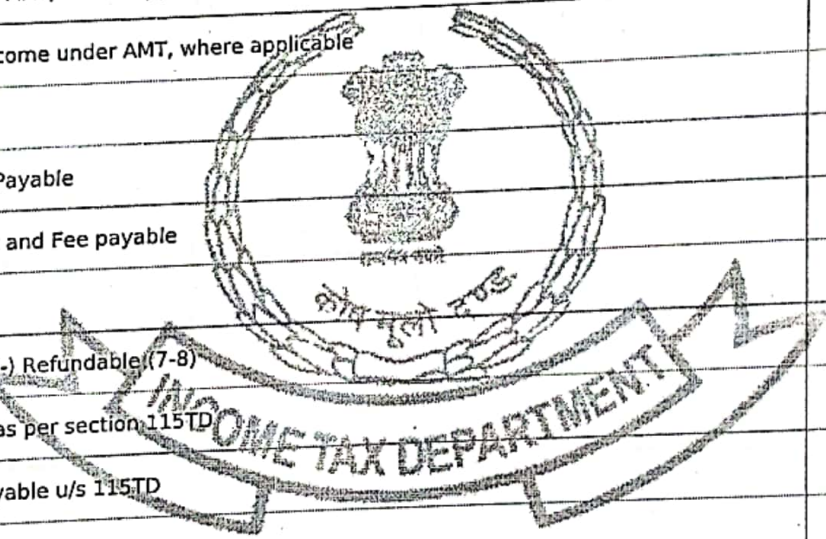 come under AMT, where applicable
Payable
and Fee payable
कोष मूलो दण्ड:
-) Refundable (7-8)
INCOME TAX DEPARTMENT
as per section 115TD
yable u/s 115TD